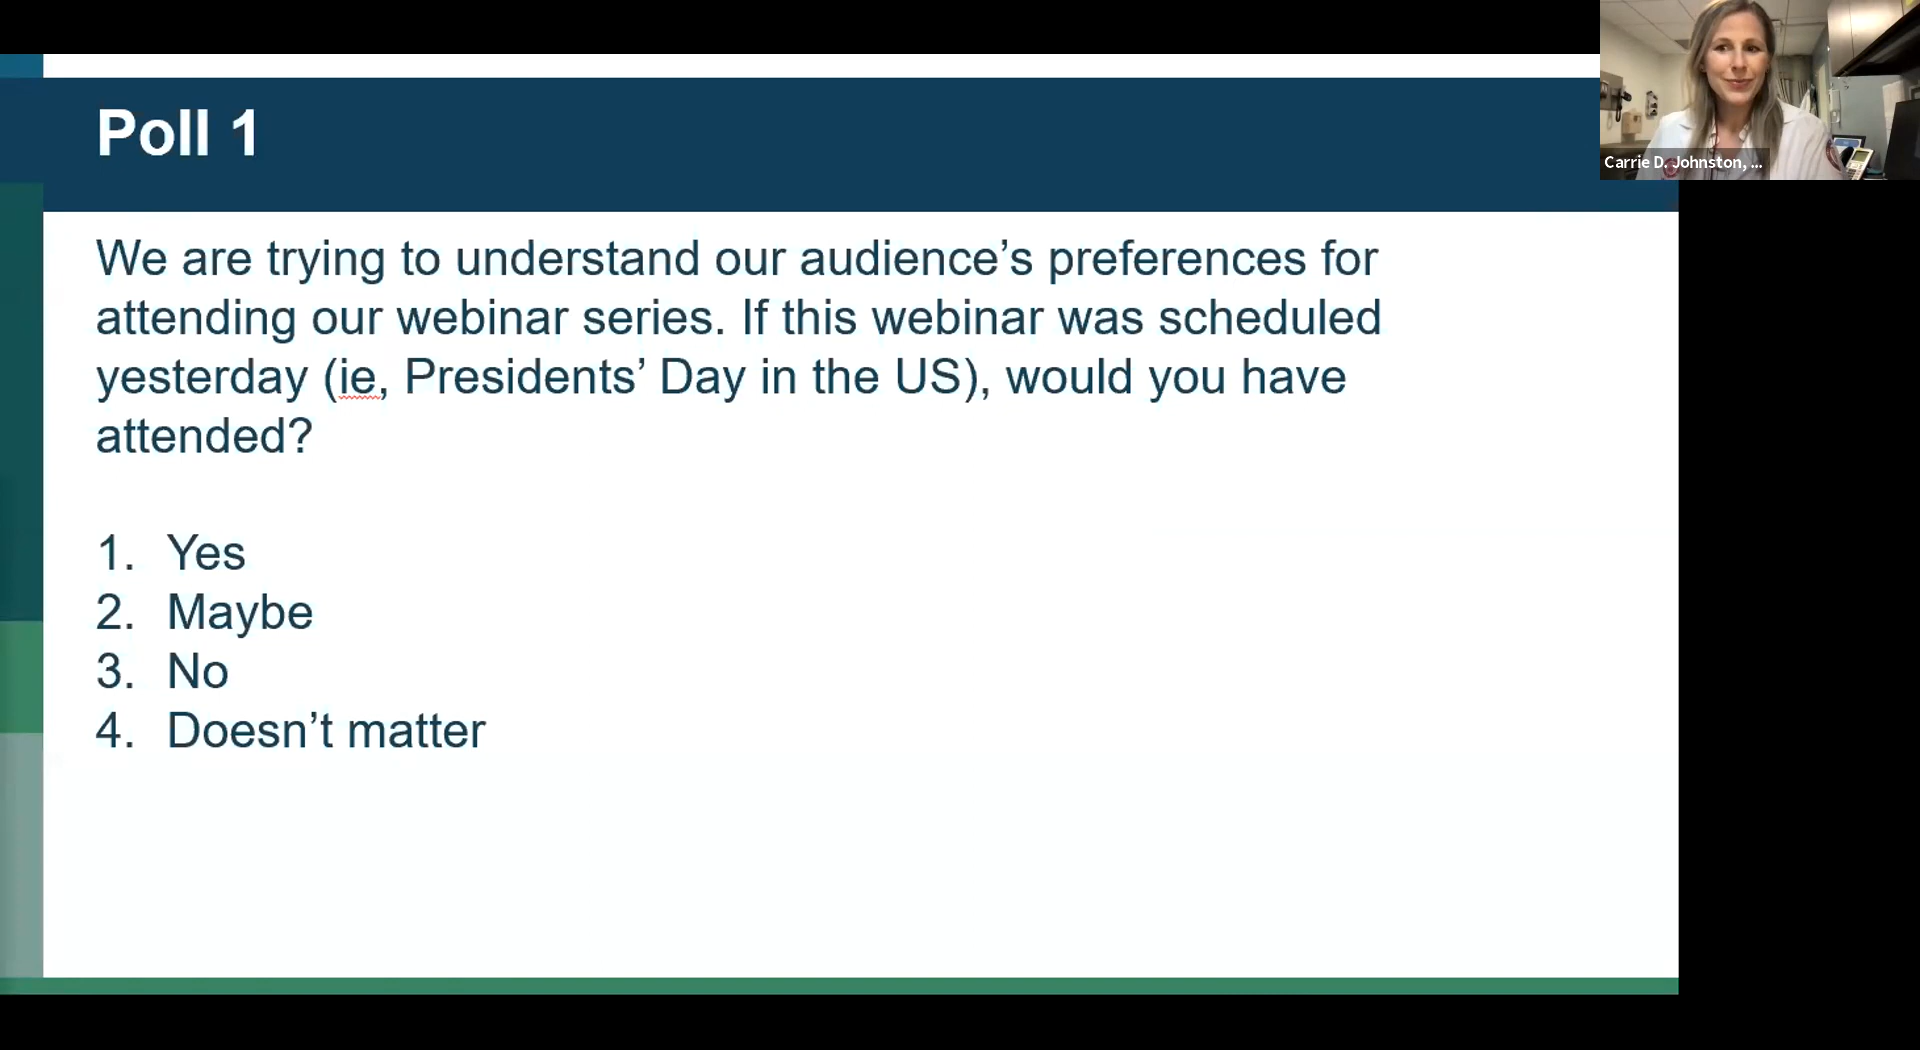 Poll 1
Carrie D. Johnston, ...
We are trying to understand our audience’s preferences for
attending our webinar series. If this webinar was scheduled
yesterday (ie, Presidents’ Day in the US), would you have
attended?
1. Yes
2. Maybe
3. No
4. Doesn’t matter